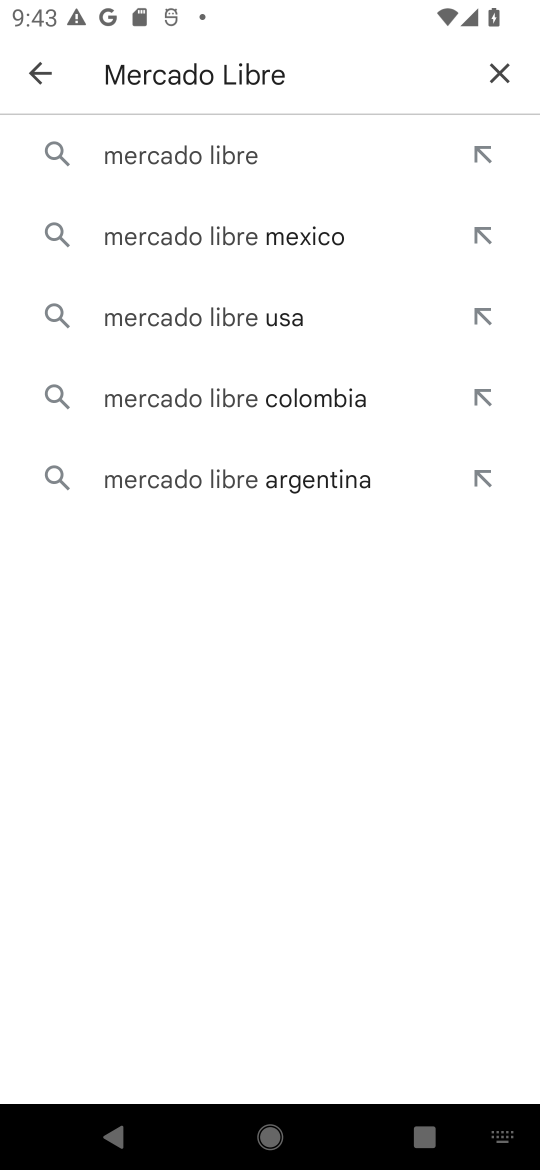 9:43
Mercado Libre
mercado libre
mercado libre mexico
mercado libre usa
mercado libre colombia
mercado libre argentina